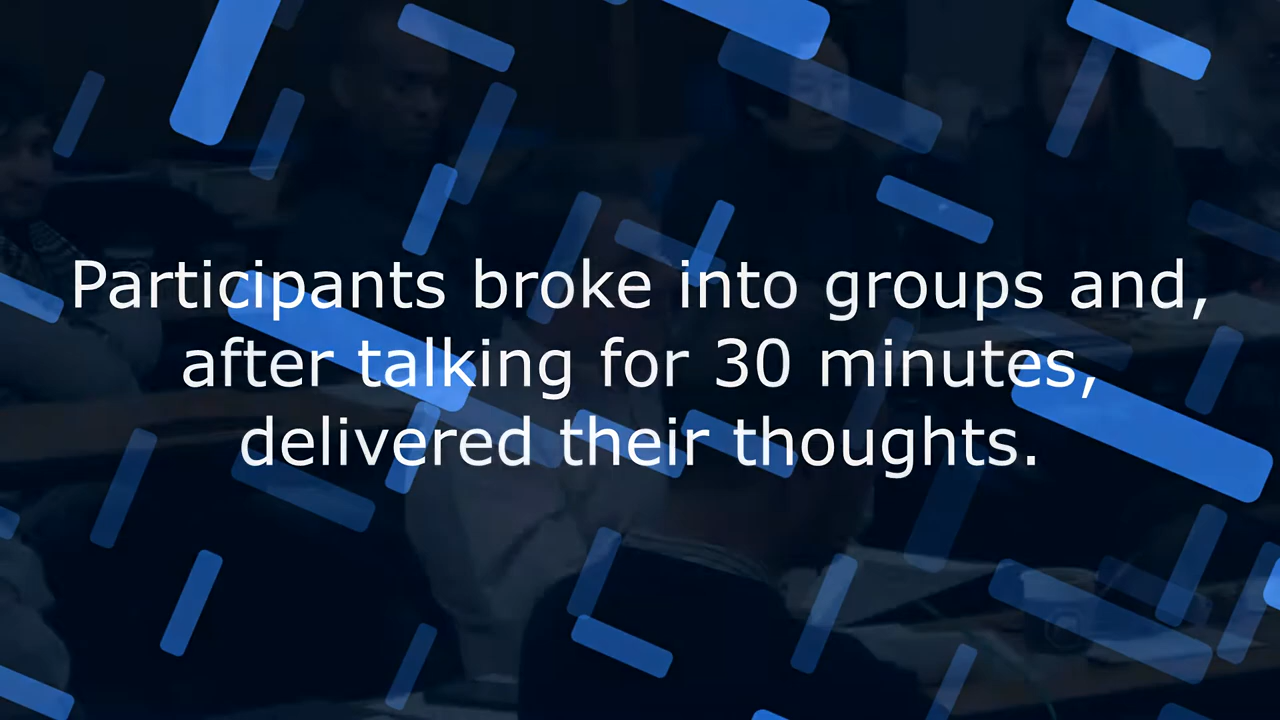 Participants broke into groups and,
after talking for 30 minutes,
delivered their thoughts.